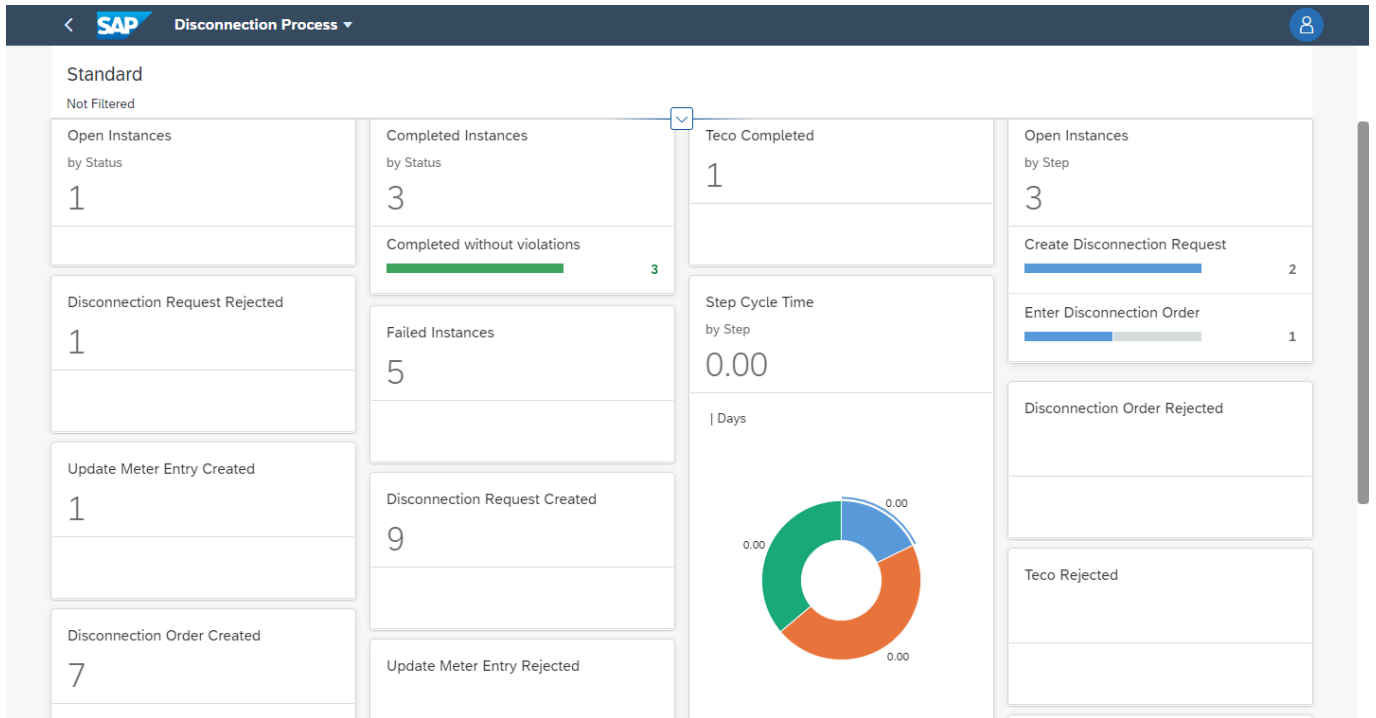 SAP
Disconnection Process
Standard
Not Filtered
Open Instances
by Status
1
Disconnection Request Rejected
1
Update Meter Entry Created
1
Disconnection Order Created
7
Completed Instances
by Status
3
Completed without violations
3
Failed Instances
5
Disconnection Request Created
9
Update Meter Entry Rejected
Teco Completed
1
Step Cycle Time
by Step
0.00
| Days
0.00
0.00
0.00
Open Instances
by Step
3
Create Disconnection Request
2
Enter Disconnection Order
1
Disconnection Order Rejected
Teco Rejected